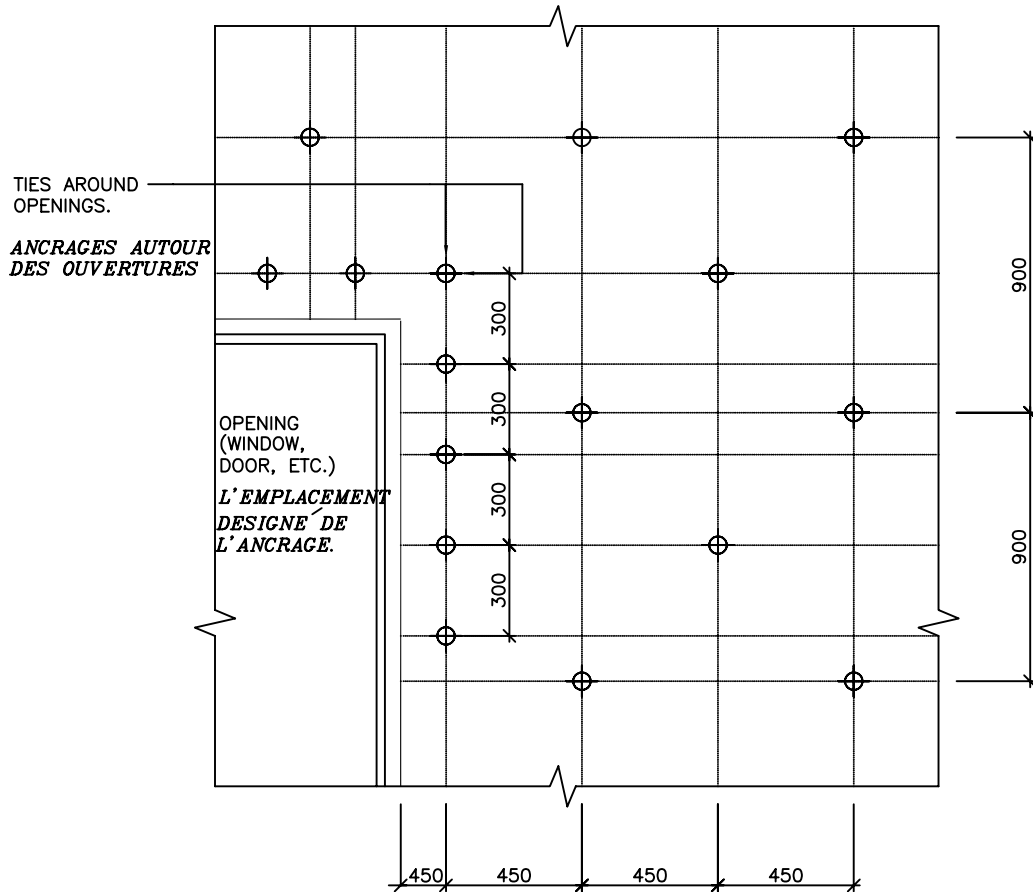 TIES AROUND
OPENINGS.
ANCRAGES AUTOUR
DES OUVERTURES
300
300
300
300
900
900
OPENING
(WINDOW,
DOOR, ETC.)
L'EMPLACEMENT
DESIGNÉ DE
L'ANCRAGE.
450 450 450 450